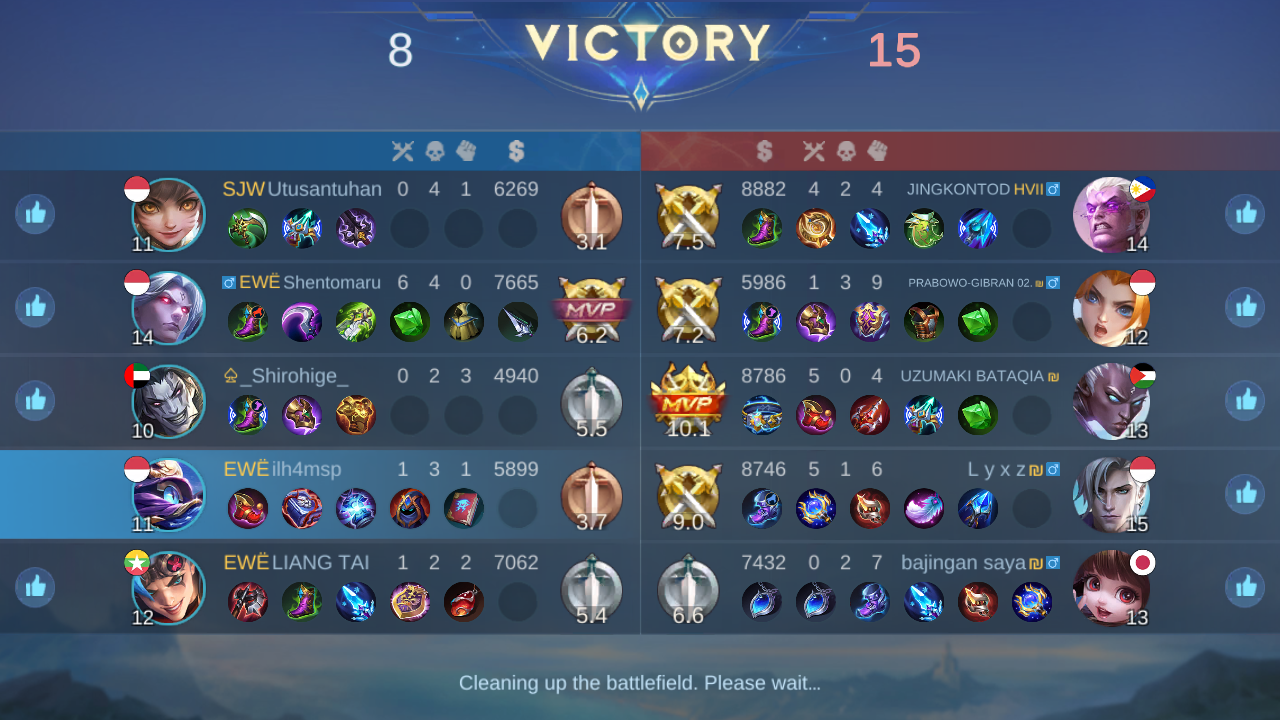 8 VICTORY 15
SJW Utusantuhan 0 4 1 6269
11 3.1
8882 4 2 4 JINGKONTOD HVII
7.5 14
EWË Shentomaru 6 4 0 7665
MVP
14 6.2
5986 1 3 9 PRABOWO-GIBRAN 02.
7.2 12
_Shirohige_ 0 2 3 4940
10 5.5
8786 5 0 4 UZUMAKI BATAQIA
MVP
10.1 13
EWË ilh4msp 1 3 1 5899
11 3.7
8746 5 1 6 L y x z
9.0 15
EWË LIANG TAI 1 2 2 7062
12 5.4
7432 0 2 7 bajingan saya
6.6 13
Cleaning up the battlefield. Please wait...